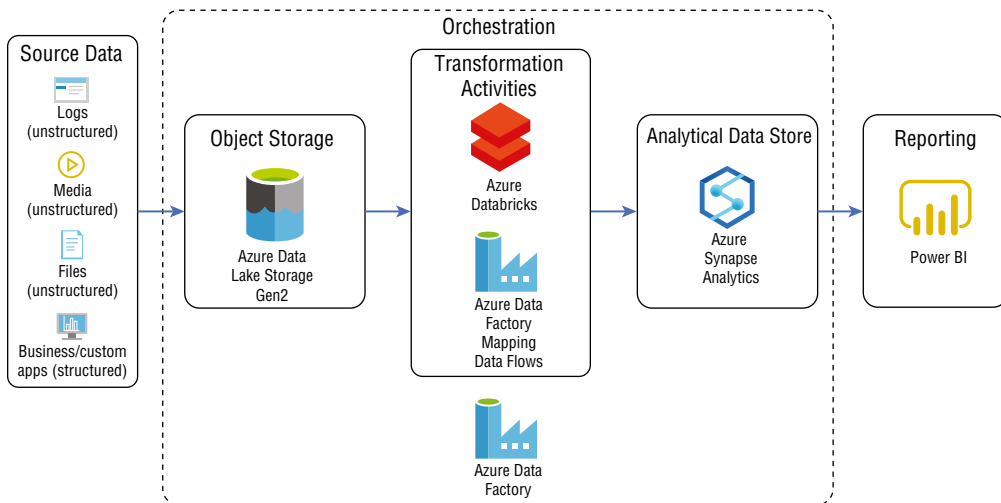 Orchestration
Source Data
Logs
(unstructured)
Media
(unstructured)
Files
(unstructured)
Business/custom
apps (structured)
Object Storage
Azure Data
Lake Storage
Gen2
Transformation
Activities
Azure
Databricks
Azure Data
Factory
Mapping
Data Flows
Azure Data
Factory
Analytical Data Store
Azure
Synapse
Analytics
Reporting
Power BI